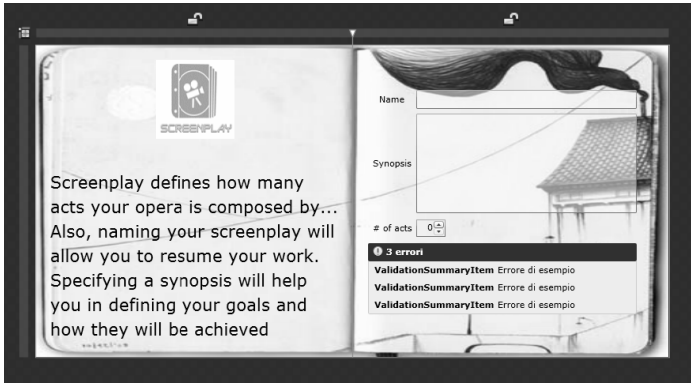 SCREENPLAY
Screenplay defines how many
acts your opera is composed by...
Also, naming your screenplay will
allow you to resume your work.
Specifying a synopsis will help
you in defining your goals and
how they will be achieved
Name
Synopsis
# of acts 0
3 errori
ValidationSummaryItem Errore di esempio
ValidationSummaryItem Errore di esempio
ValidationSummaryItem Errore di esempio